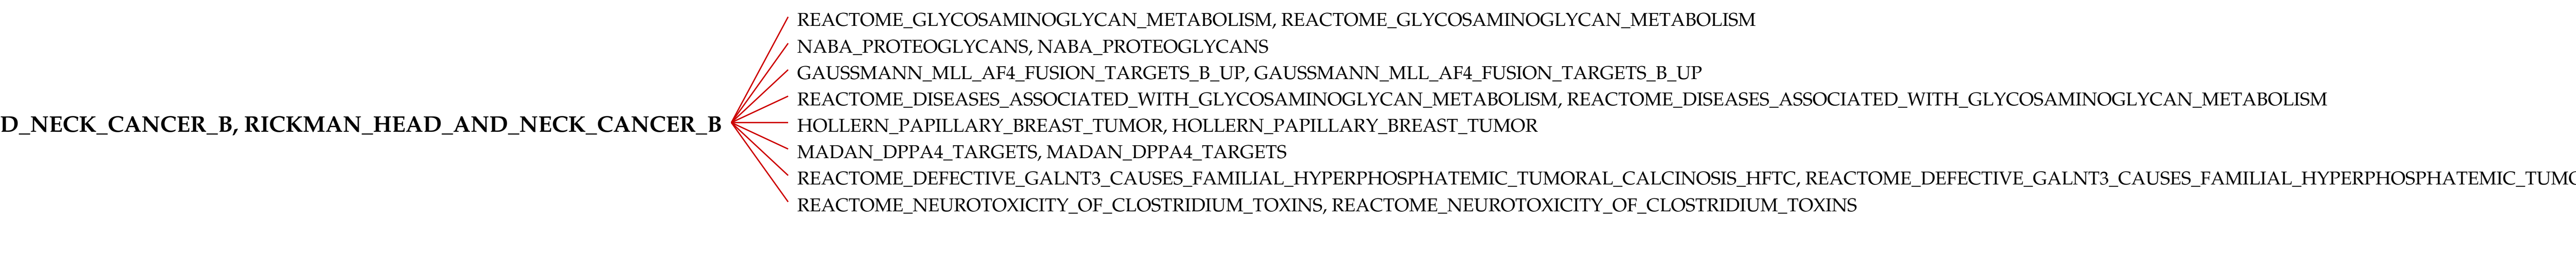 REACTOME_GLYCOSAMINOGLYCAN_METABOLISM, REACTOME_GLYCOSAMINOGLYCAN_METABOLISM
NABA_PROTEOGLYCANS, NABA_PROTEOGLYCANS
GAUSSMANN_MLL_AF4_FUSION_TARGETS_B_UP, GAUSSMANN_MLL_AF4_FUSION_TARGETS_B_UP
REACTOME_DISEASES_ASSOCIATED_WITH_GLYCOSAMINOGLYCAN_METABOLISM, REACTOME_DISEASES_ASSOCIATED_WITH_GLYCOSAMINOGLYCAN_METABOLISM
D_NECK_CANCER_B, RICKMAN_HEAD_AND_NECK_CANCER_B
HOLLERN_PAPILLARY_BREAST_TUMOR, HOLLERN_PAPILLARY_BREAST_TUMOR
MADAN_DPPA4_TARGETS, MADAN_DPPA4_TARGETS
REACTOME_DEFECTIVE_GALNT3_CAUSES_FAMILIAL_HYPERPHOSPHATEMIC_TUMORAL_CALCINOSIS_HFTC, REACTOME_DEFECTIVE_GALNT3_CAUSES_FAMILIAL_HYPERPHOSPHATEMIC_TUMO
REACTOME_NEUROTOXICITY_OF_CLOSTRIDIUM_TOXINS, REACTOME_NEUROTOXICITY_OF_CLOSTRIDIUM_TOXINS